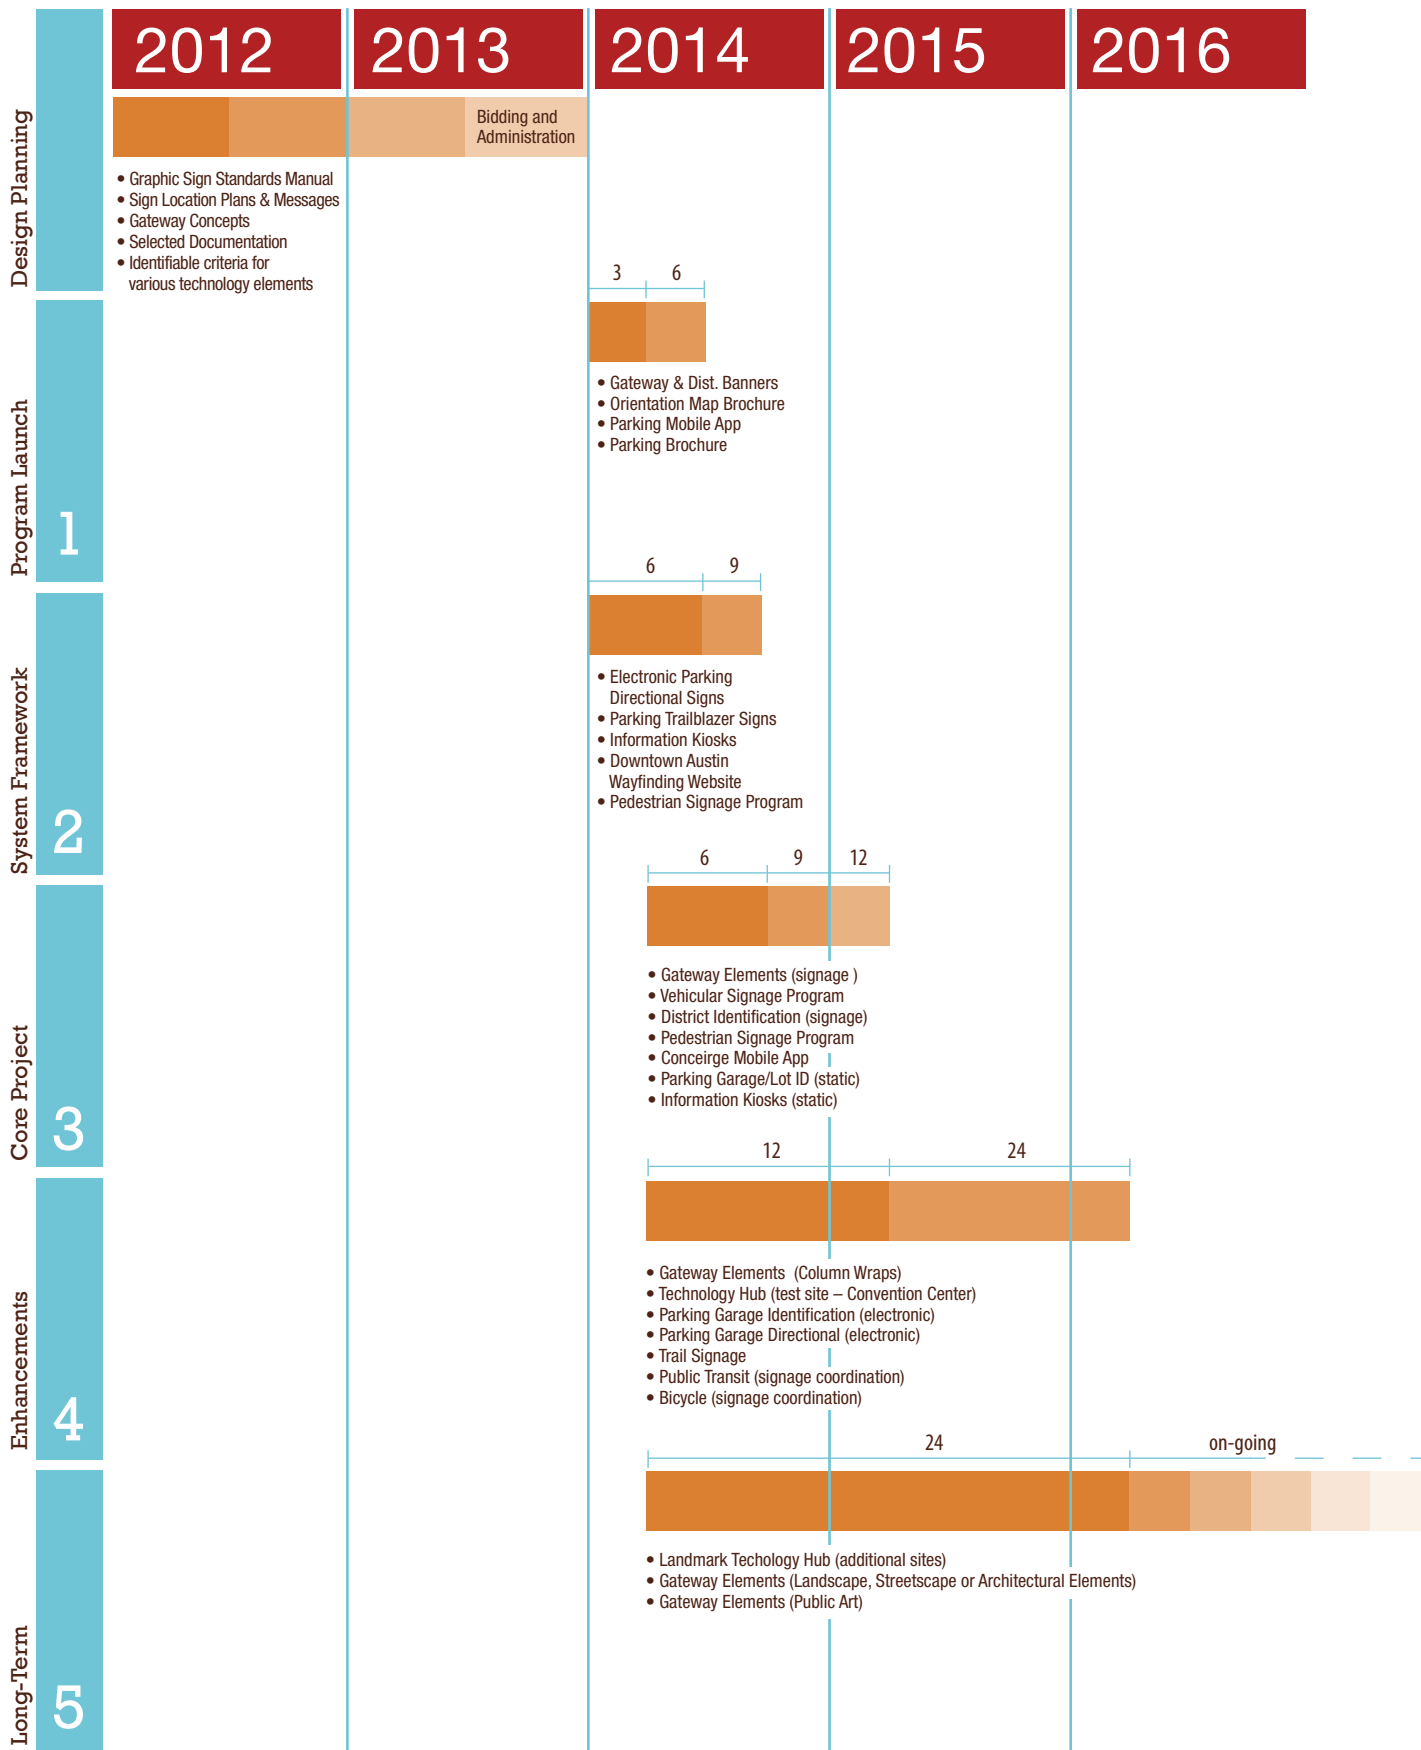 2012 2013 2014 2015 2016
Design Planning
Bidding and
Administration
• Graphic Sign Standards Manual
• Sign Location Plans & Messages
• Gateway Concepts
• Selected Documentation
• Identifiable criteria for
various technology elements
Program Launch
1
3 6
• Gateway & Dist. Banners
• Orientation Map Brochure
• Parking Mobile App
• Parking Brochure
System Framework
2
6 9
• Electronic Parking
Directional Signs
• Parking Trailblazer Signs
• Information Kiosks
• Downtown Austin
Wayfinding Website
• Pedestrian Signage Program
Core Project
3
6 9 12
• Gateway Elements (signage )
• Vehicular Signage Program
• District Identification (signage)
• Pedestrian Signage Program
• Conceirge Mobile App
• Parking Garage/Lot ID (static)
• Information Kiosks (static)
Enhancements
4
12 24
• Gateway Elements (Column Wraps)
• Technology Hub (test site – Convention Center)
• Parking Garage Identification (electronic)
• Parking Garage Directional (electronic)
• Trail Signage
• Public Transit (signage coordination)
• Bicycle (signage coordination)
Long-Term
5
24 on-going
• Landmark Techology Hub (additional sites)
• Gateway Elements (Landscape, Streetscape or Architectural Elements)
• Gateway Elements (Public Art)